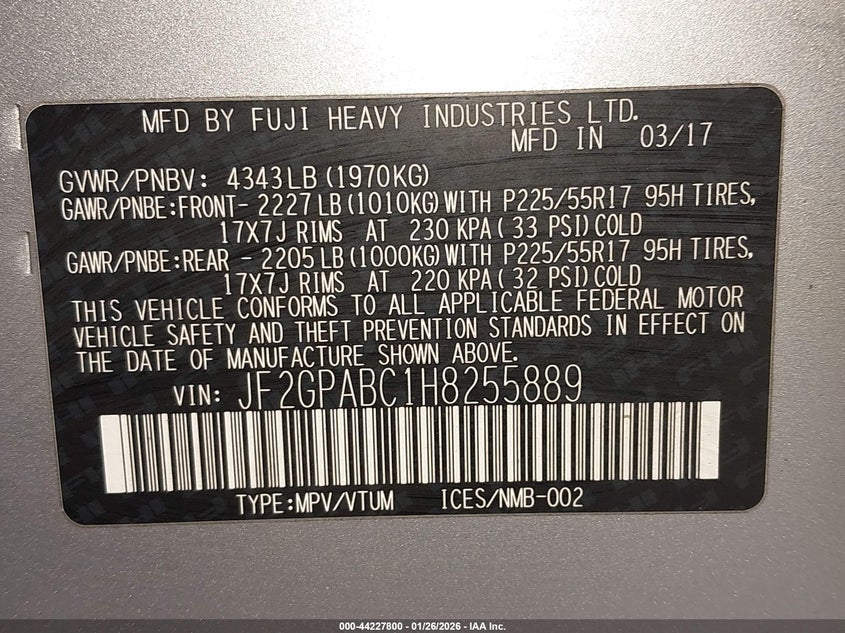 MFD BY FUJI HEAVY INDUSTRIES LTD.
MFD IN 03/17
GVWR/PNBV: 4343LB (1970KG)
GAWR/PNBE:FRONT- 2227 LB (1010KG) WITH P225/55R17 95H TIRES,
17X7J RIMS AT 230 KPA (33 PSI) COLD
GAWR/PNBE:REAR - 2205 LB (1000KG) WITH P225/55R17 95H TIRES,
17X7J RIMS AT 220 KPA (32 PSI) COLD
THIS VEHICLE CONFORMS TO ALL APPLICABLE FEDERAL MOTOR
VEHICLE SAFETY AND THEFT PREVENTION STANDARDS IN EFFECT ON
THE DATE OF MANUFACTURE SHOWN ABOVE.
VIN: JF2GPABC1H8255889
TYPE:MPV/VTUM ICES/NMB-002
000-44227800 - 01/26/2026 - IAA Inc.